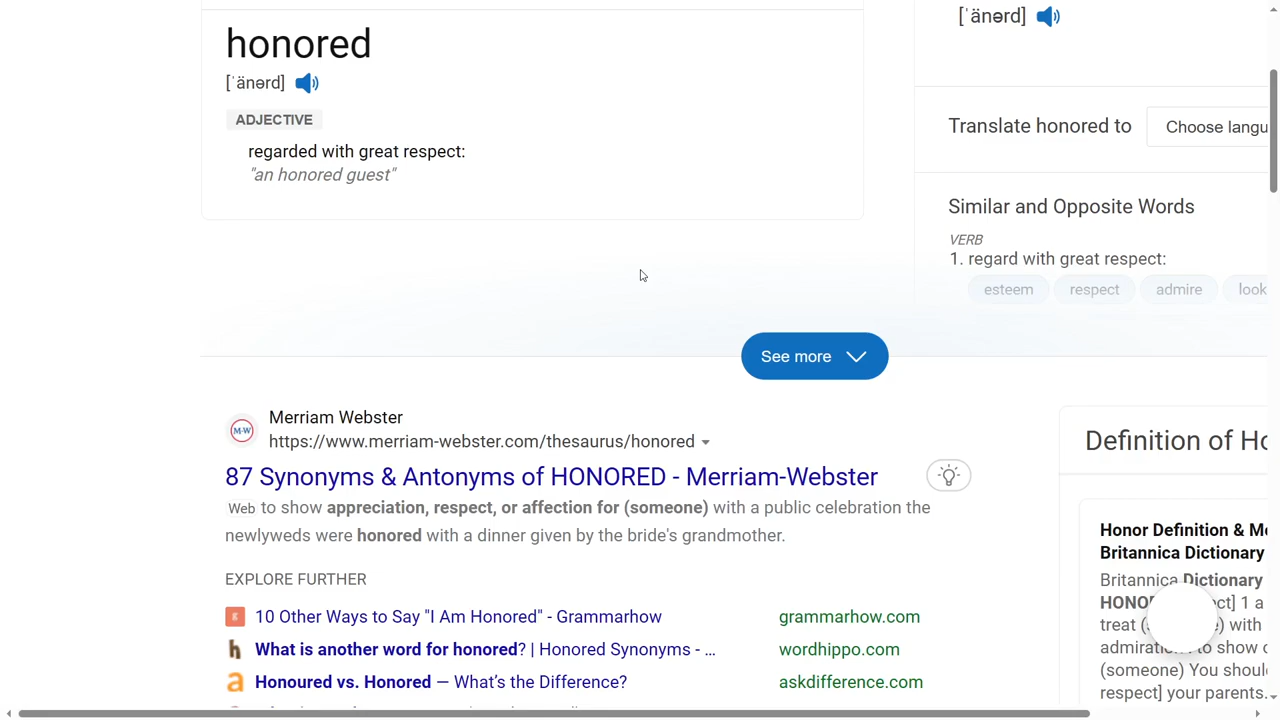 honored
[ˈänərd]
ADJECTIVE
regarded with great respect:
"an honored guest"
[ˈänərd]
Translate honored to
Choose langu
Similar and Opposite Words
VERB
1. regard with great respect:
esteem
respect
admire
look
See more
Merriam Webster
M-W
https://www.merriam-webster.com/thesaurus/honored
87 Synonyms & Antonyms of HONORED - Merriam-Webster
Web to show appreciation, respect, or affection for (someone) with a public celebration the
newlyweds were honored with a dinner given by the bride's grandmother.
EXPLORE FURTHER
10 Other Ways to Say "I Am Honored" - Grammarhow
grammarhow.com
What is another word for honored? | Honored Synonyms - ...
wordhippo.com
Honoured vs. Honored — What's the Difference?
askdifference.com
Definition of Ho
Honor Definition & Me
Britannica Dictionary
Britannica Dictionary
HONO ect] 1 a
treat ( ) with
admirati to show
(someone) You should
respect] your parents.